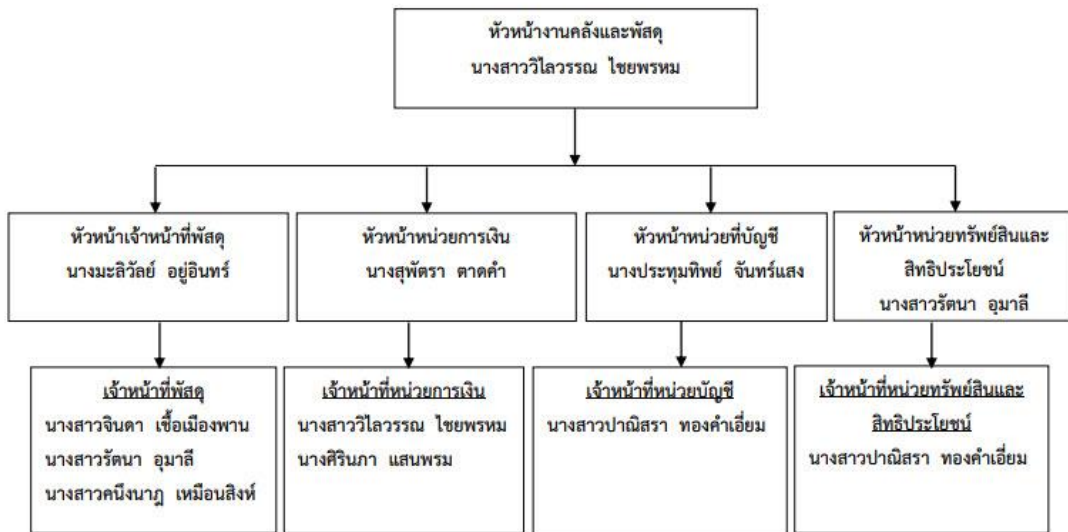 หัวหน้างานคลังและพัสดุ
นางสาววิไลวรรณ ไชยพรหม
หัวหน้าเจ้าหน้าที่พัสดุ
นางมะลิวัลย์ อยู่อินทร์
หัวหน้าหน่วยการเงิน
นางสุพัตรา ตาดคำ
หัวหน้าหน่วยที่บัญชี
นางประทุมทิพย์ จันทร์แสง
หัวหน้าหน่วยทรัพย์สินและ
สิทธิประโยชน์
นางสาวรัตนา อุมาลี
เจ้าหน้าที่พัสดุ
นางสาวจินดา เชื้อเมืองพาน
นางสาวรัตนา อุมาลี
นางสาวคนึงนาฎ เหมือนสิงห์
เจ้าหน้าที่หน่วยการเงิน
นางสาววิไลวรรณ ไชยพรหม
นางศิรินภา แสนพรม
เจ้าหน้าที่หน่วยบัญชี
นางสาวปาณิสรา ทองคำเอี่ยม
เจ้าหน้าที่หน่วยทรัพย์สินและ
สิทธิประโยชน์
นางสาวปาณิสรา ทองคำเอี่ยม